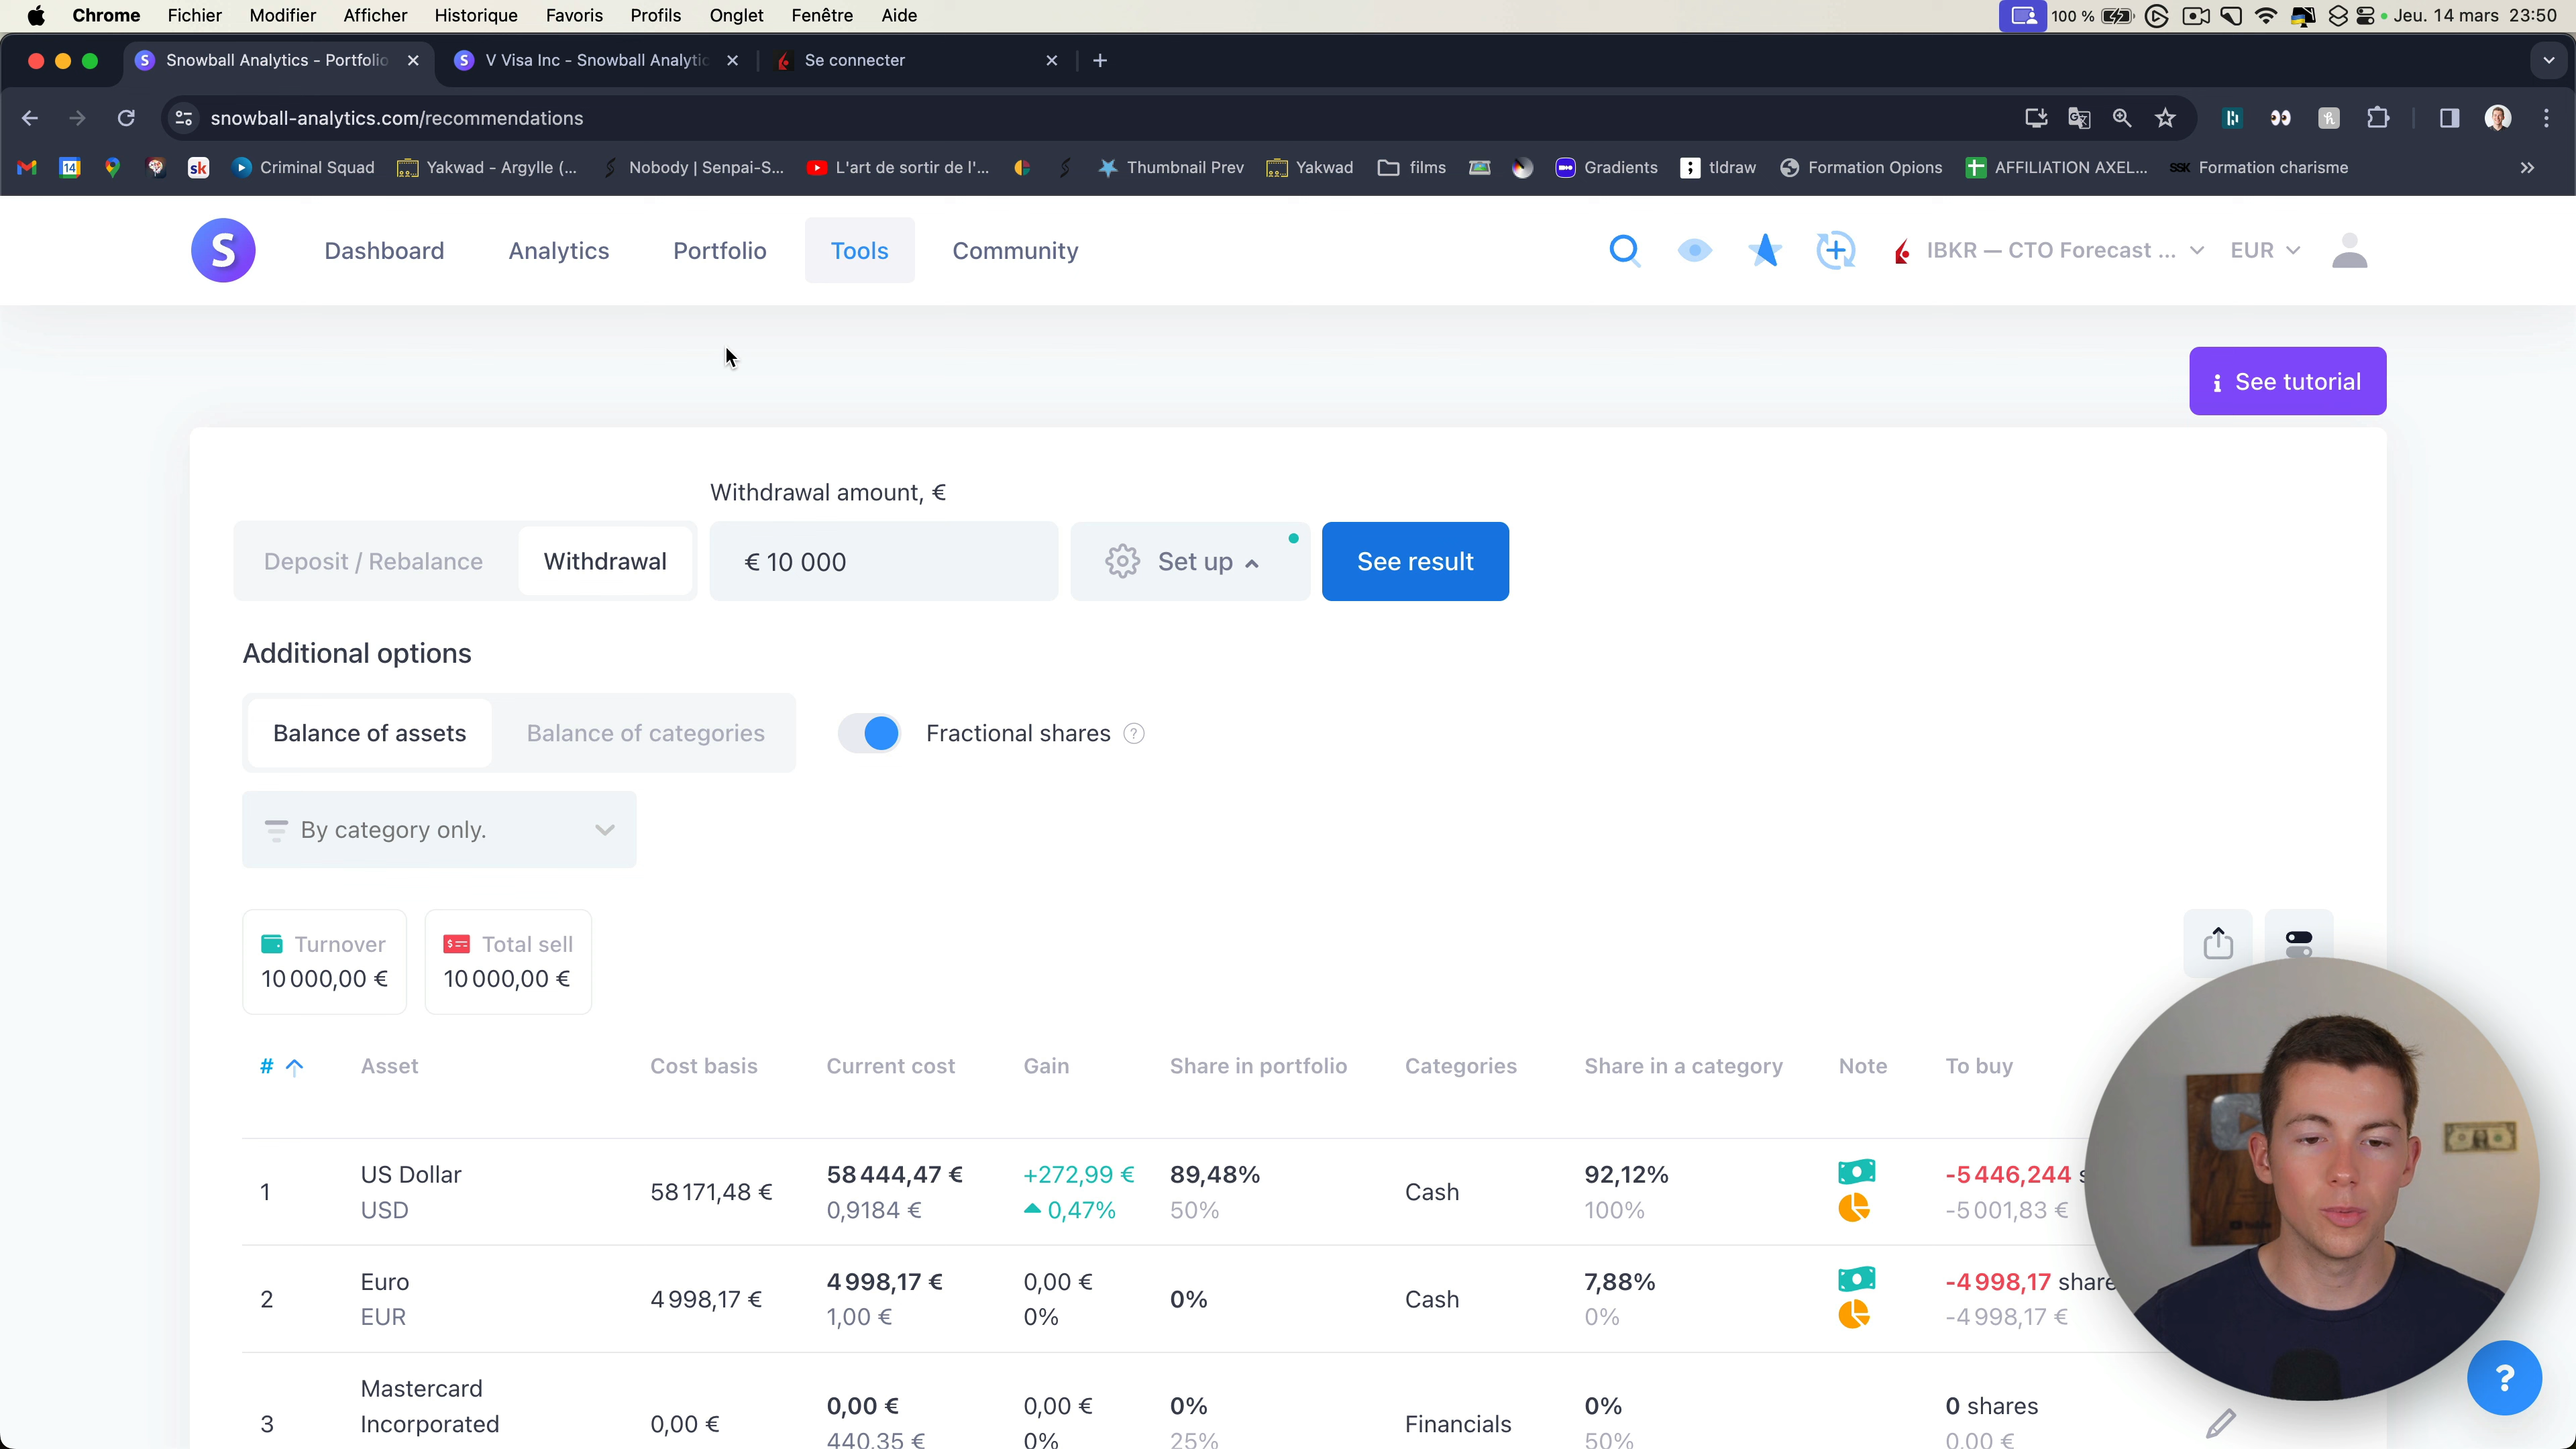 Chrome Fichier Modifier Afficher Historique Favoris Profils Onglet Fenêtre Aide 100 % Jeu. 14 mars 23:50
Snowball Analytics - Portfolio V Visa Inc - Snowball Analytic Se connecter
snowball-analytics.com/recommendations
14 sk Criminal Squad Yakwad - Argylle (... Nobody | Senpai-S... L'art de sortir de l'... Thumbnail Prev Yakwad films Gradients tldraw Formation Opions AFFILIATION AXEL... SSK Formation charisme
S Dashboard Analytics Portfolio Tools Community IBKR — CTO Forecast ... EUR
See tutorial
Withdrawal amount, €
Deposit / Rebalance Withdrawal € 10 000 Set up See result
Additional options
Balance of assets Balance of categories Fractional shares ?
By category only.
Turnover Total sell
10 000,00 € 10 000,00 €
# Asset Cost basis Current cost Gain Share in portfolio Categories Share in a category Note To buy
1 US Dollar USD 58 171,48 € 58 444,47 € 0,9184 € +272,99 € 0,47% 89,48% 50% Cash 92,12% 100% -5 446,244 s -5 001,83 €
2 Euro EUR 4 998,17 € 4 998,17 € 1,00 € 0,00 € 0% 0% Cash 7,88% 0% -4 998,17 share -4 998,17 €
3 Mastercard Incorporated 0,00 € 0,00 € 440,35 € 0,00 € 0% 0% 25% Financials 0% 50% 0 shares 0,00 €
?